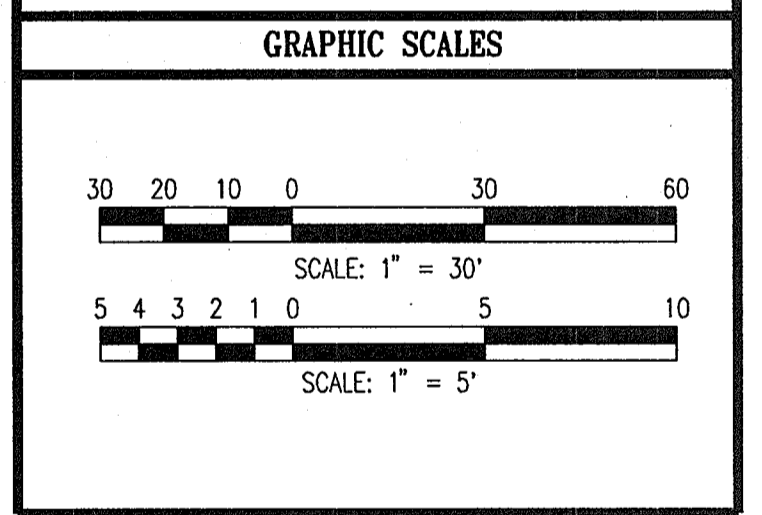 GRAPHIC SCALES
30 20 10 0 30 60
SCALE: 1" = 30'
5 4 3 2 1 0 5 10
SCALE: 1" = 5'